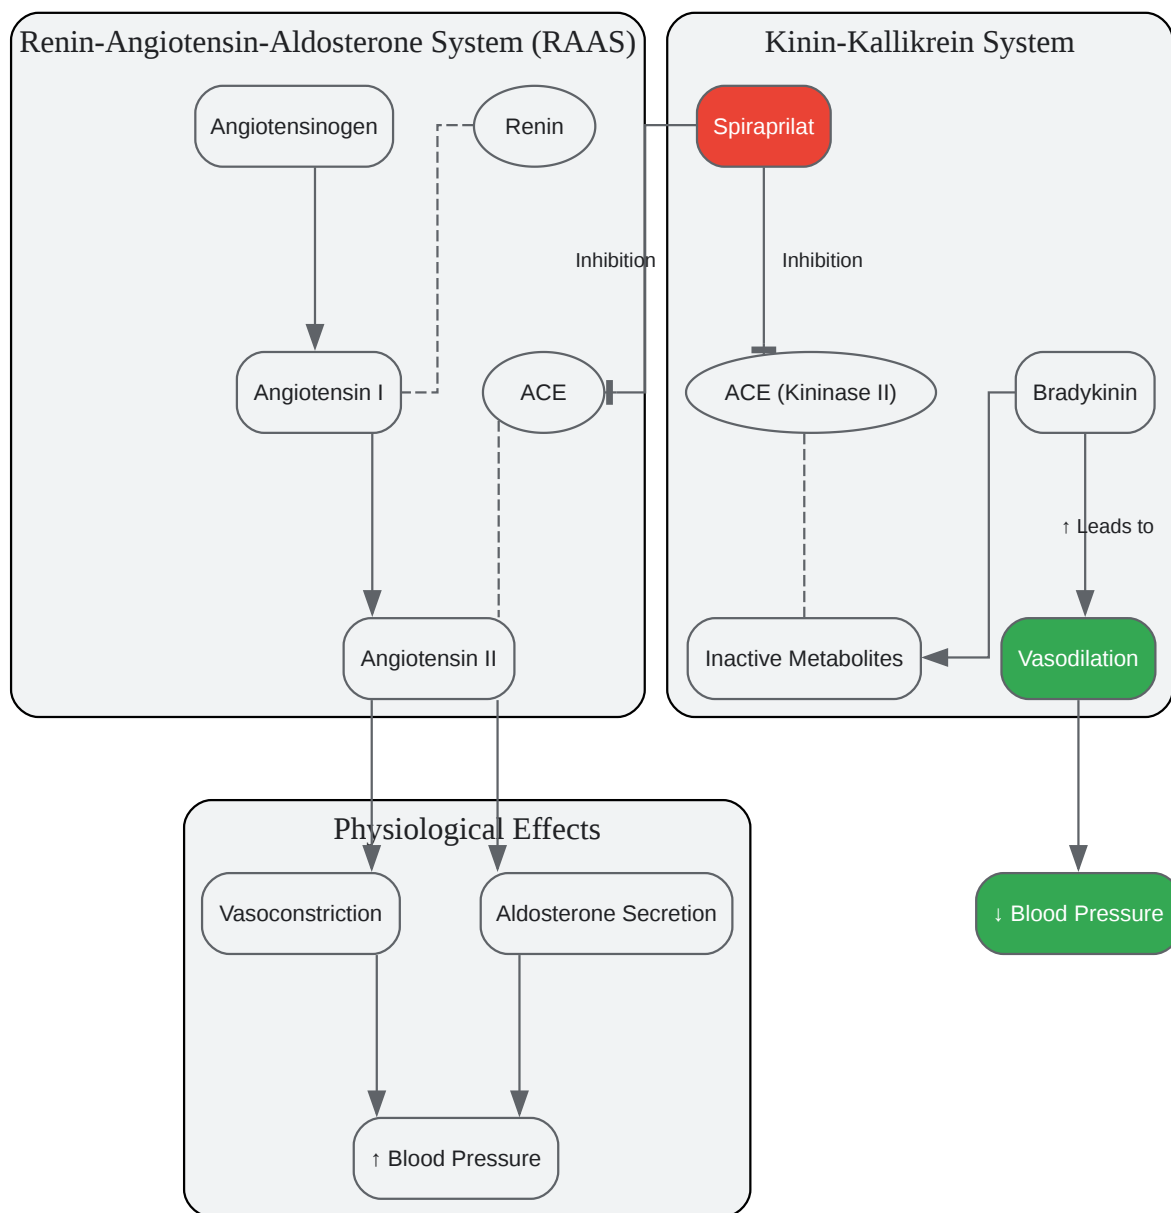 Renin-Angiotensin-Aldosterone System (RAAS)
Kinin-Kallikrein System
Angiotensinogen
Renin
Spiraprilat
Inhibition
Inhibition
Angiotensin I
ACE
ACE (Kininase II)
Bradykinin
↑ Leads to
Angiotensin II
Inactive Metabolites
Vasodilation
Physiological Effects
Vasoconstriction
Aldosterone Secretion
↓ Blood Pressure
↑ Blood Pressure